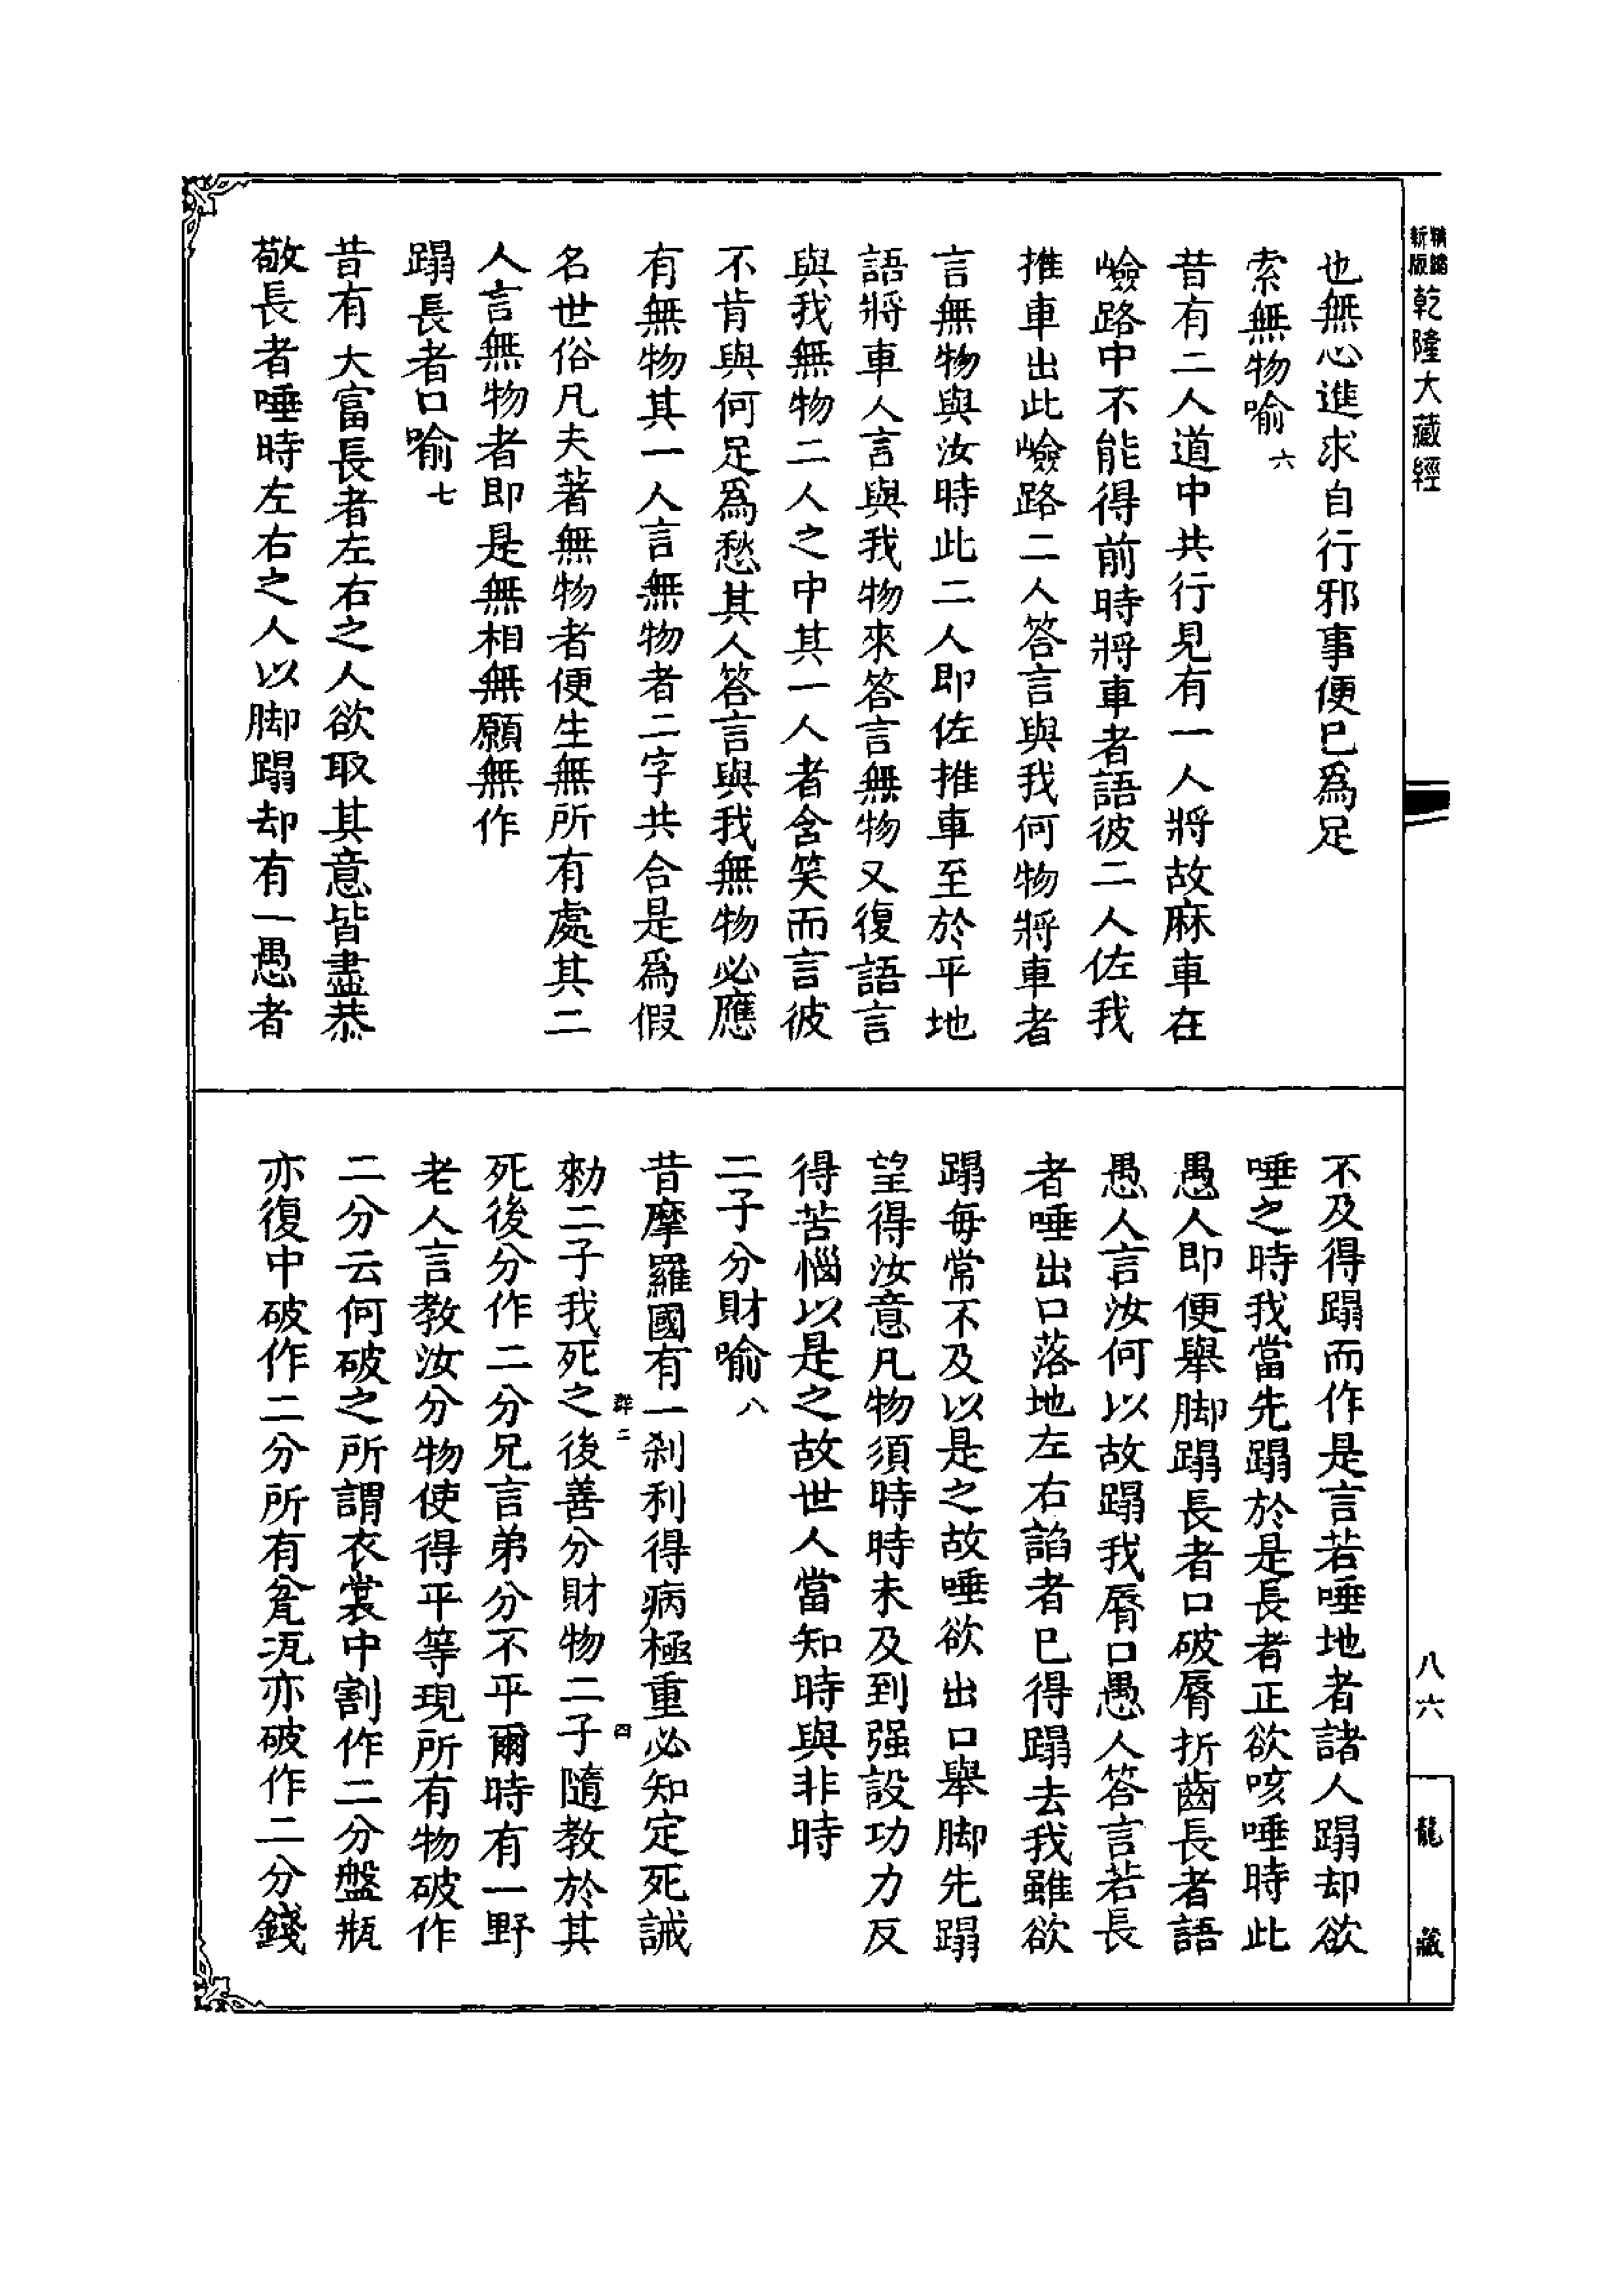 新版
精縮
乾隆大藏經
也無心進求自行邪事便已爲足
索無物喻六
昔有二人道中共行見有一人將故麻車在
嶮路中不能得前時將車者語彼二人佐我
推車出此嶮路二人答言與我何物將車者
言無物與汝時此二人即佐推車至於平地
語將車人言與我物來答言無物又復語言
與我無物二人之中其一人者含笑而言彼
不肯與何足爲愁其人答言與我無物必應
有無物其一人言無物者二字共合是爲假
名世俗凡夫著無物者便生無所有處其二
人言無物者即是無相無願無作
蹋長者口喻七
昔有大富長者左右之人欲取其意皆盡恭
敬長者唾時左右之人以脚蹋却有一愚者
不及得蹋而作是言若唾地者諸人蹋却欲
唾之時我當先蹋於是長者正欲咳唾時此
愚人即便舉脚蹋長者口破脣折齒長者語
愚人言汝何以故蹋我脣口愚人答言若長
者唾出口落地左右諂者已得蹋去我雖欲
蹋每常不及以是之故唾欲出口舉脚先蹋
望得汝意凡物須時時未及到强設功力反
得苦惱以是之故世人當知時與非時
二子分財喻八
昔摩羅國有一刹利得病極重必知定死誡
群二
四
勑二子我死之後善分財物二子隨教於其
死後分作二分兄言弟分不平爾時有一野
老人言教汝分物使得平等現所有物破作
二分云何破之所謂衣裳中割作二分盤瓶
亦復中破作二分所有瓫㼚亦破作二分錢
八六
龍藏